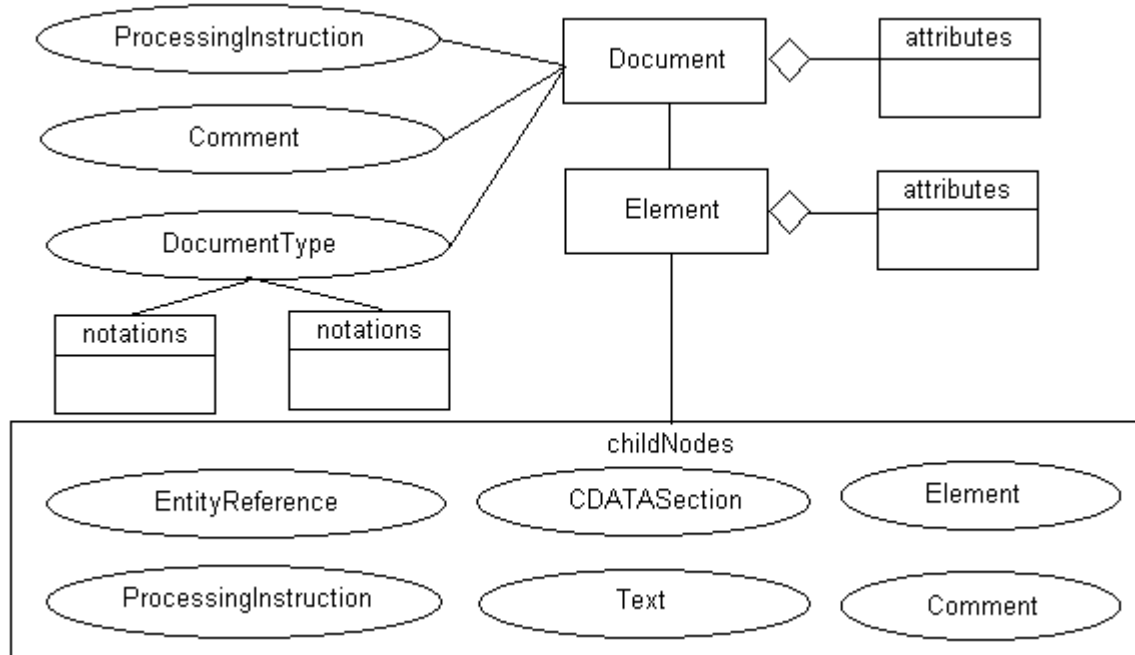 ProcessingInstruction
Document
attributes
Comment
Element
attributes
DocumentType
notations
notations
childNodes
EntityReference
CDATASection
Element
ProcessingInstruction
Text
Comment